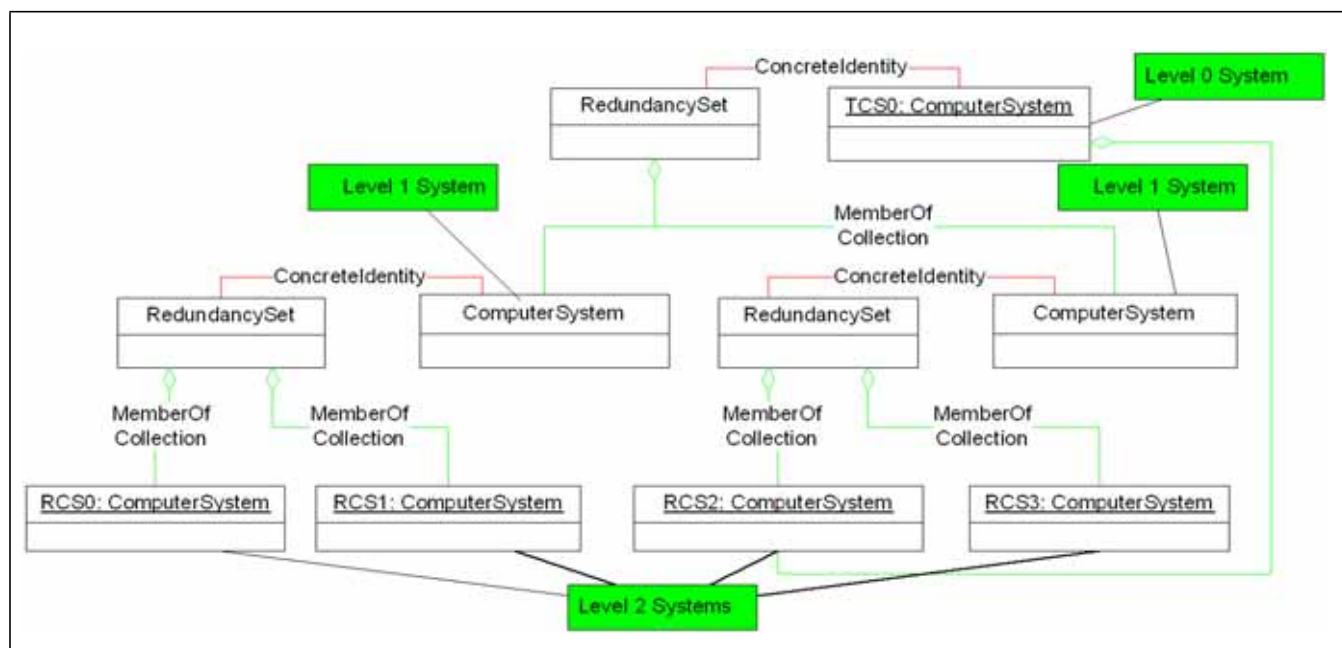 ConcreteIdentity
Level 0 System
RedundancySet
TCS0: ComputerSystem
Level 1 System
Level 1 System
MemberOf
Collection
ConcreteIdentity
ConcreteIdentity
RedundancySet
ComputerSystem
RedundancySet
ComputerSystem
MemberOf
Collection
MemberOf
Collection
MemberOf
Collection
MemberOf
Collection
RCS0: ComputerSystem
RCS1: ComputerSystem
RCS2: ComputerSystem
RCS3: ComputerSystem
Level 2 Systems